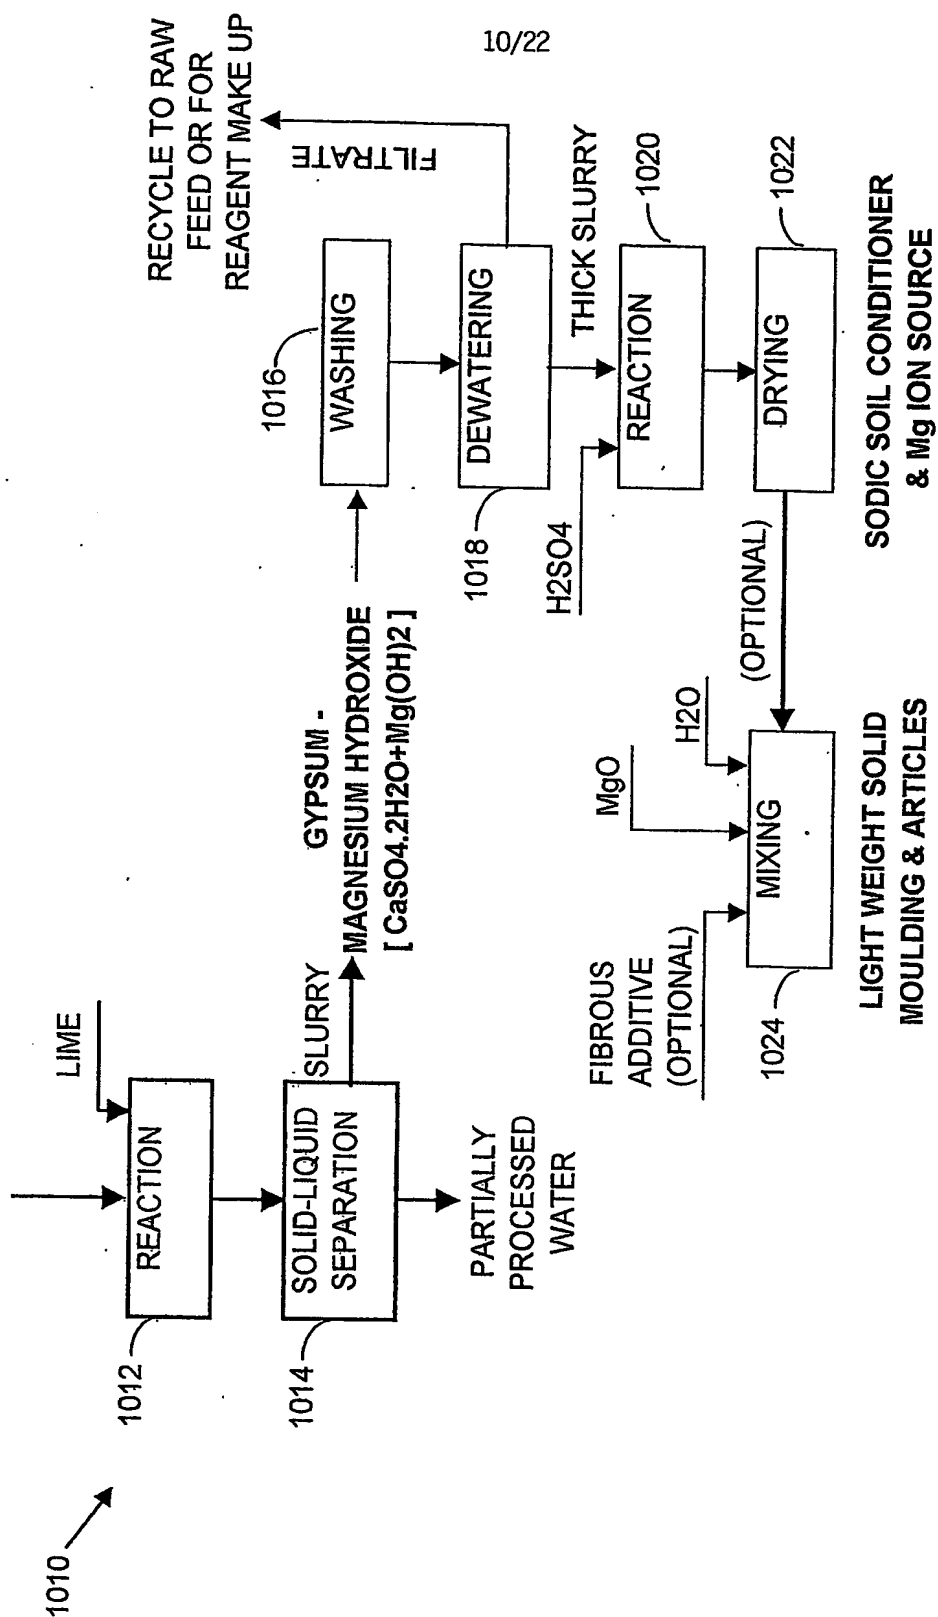 10/22
1010
LIME
REACTION
1012
SOLID-LIQUID
SEPARATION
1014
SLURRY
PARTIALLY
PROCESSED
WATER
GYPSUM -
MAGNESIUM HYDROXIDE
[ CaSO4.2H2O+Mg(OH)2 ]
1016
WASHING
DEWATERING
1018
FILTRATE
RECYCLE TO RAW
FEED OR FOR
REAGENT MAKE UP
THICK SLURRY
H2SO4
REACTION
1020
DRYING
1022
SODIC SOIL CONDITIONER
& Mg ION SOURCE
(OPTIONAL)
FIBROUS
ADDITIVE
(OPTIONAL)
MgO
H2O
MIXING
1024
LIGHT WEIGHT SOLID
MOULDING & ARTICLES